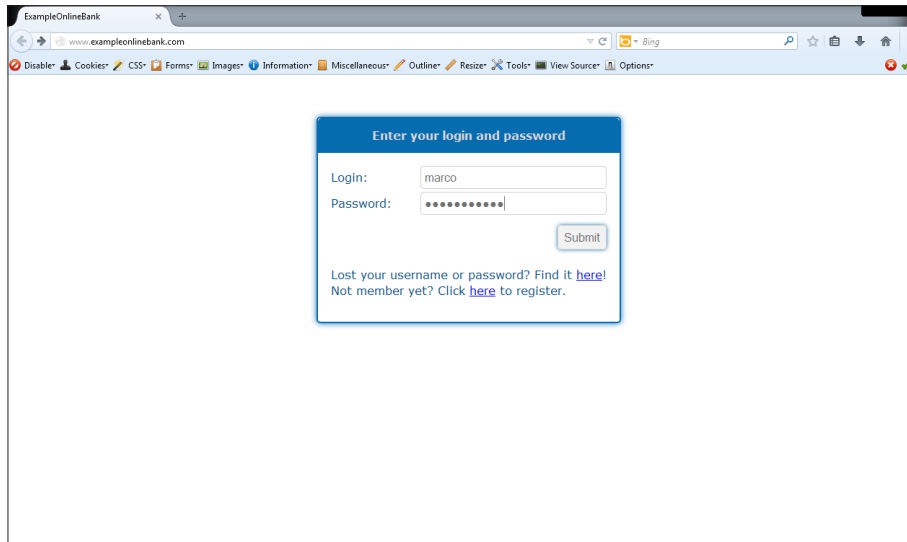 ExampleOnlineBank × +
www.exampleonlinebank.com Bing
Disable Cookies CSS Forms Images Information Miscellaneous Outline Resize Tools View Source Options
Enter your login and password
Login: marco
Password: ●●●●●●●●●●●
Submit
Lost your username or password? Find it here!
Not member yet? Click here to register.